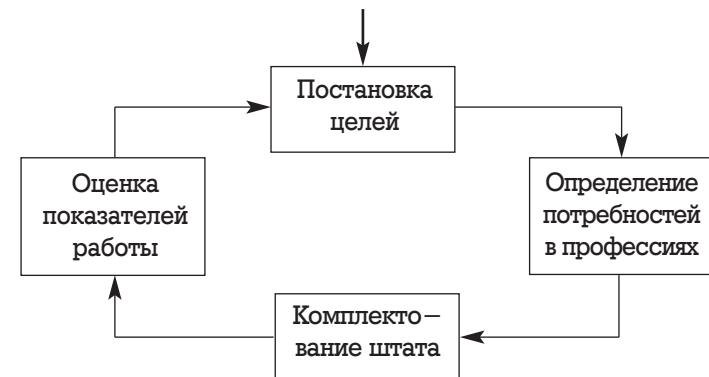 Постановка
целей
Оценка
показателей
работы
Определение
потребностей
в профессиях
Комплекто—
вание штата